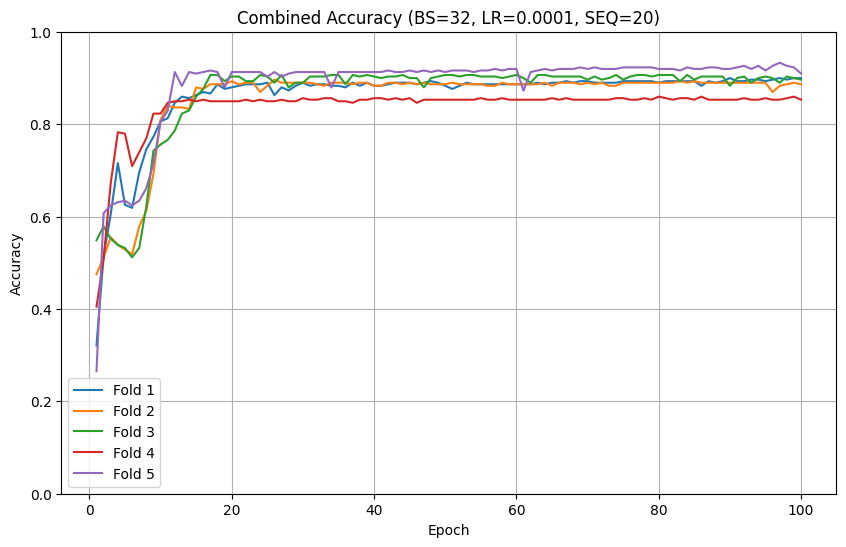 Combined Accuracy (BS=32, LR=0.0001, SEQ=20)
1.0
0.8
0.6
0.4
0.2
0.0
Accuracy
Fold 1
Fold 2
Fold 3
Fold 4
Fold 5
0 20 40 60 80 100
Epoch